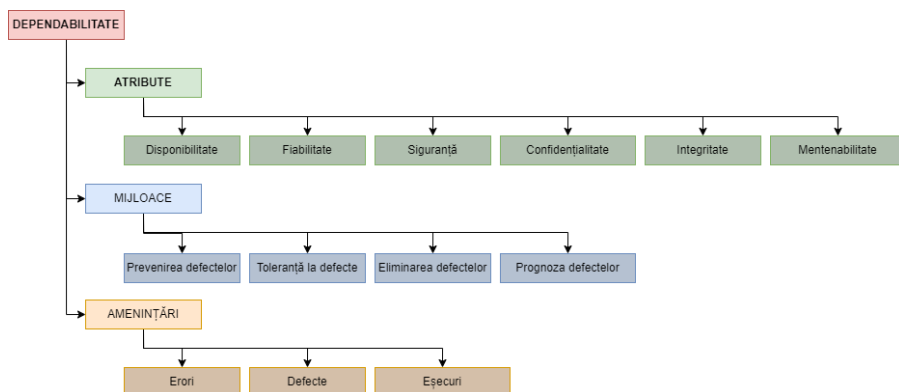 DEPENDABILITATE
ATRIBUTE
Disponibilitate
Fiabilitate
Siguranță
Confidențialitate
Integritate
Mentenabilitate
MIJLOACE
Prevenirea defectelor
Toleranță la defecte
Eliminarea defectelor
Prognoza defectelor
AMENINȚĂRI
Erori
Defecte
Eșecuri